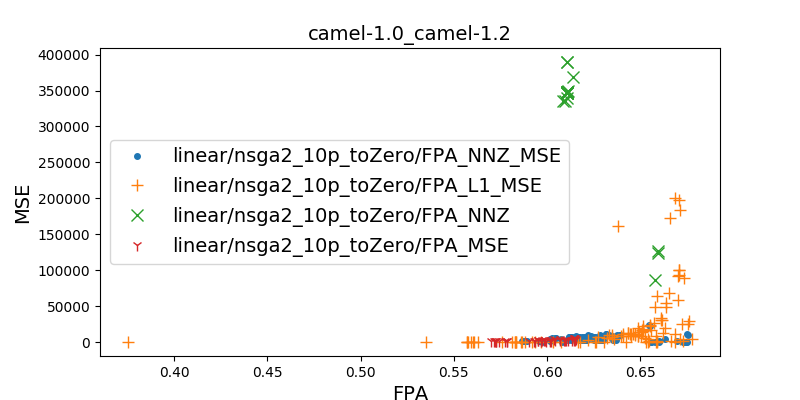 camel-1.0_camel-1.2
400000
350000
300000
250000
200000
150000
100000
50000
0
MSE
linear/nsga2_10p_toZero/FPA_NNZ_MSE
linear/nsga2_10p_toZero/FPA_L1_MSE
linear/nsga2_10p_toZero/FPA_NNZ
linear/nsga2_10p_toZero/FPA_MSE
0.40 0.45 0.50 0.55 0.60 0.65
FPA